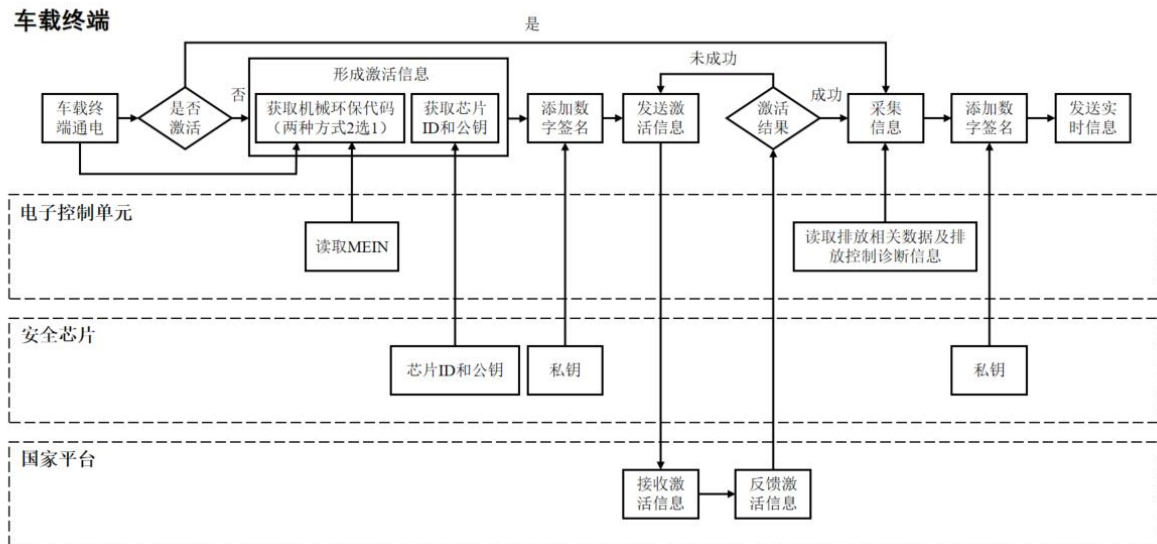 车载终端
是
未成功
形成激活信息
否
成功
车载终
端通电
是否
激活
获取机械环保代码
（两种方式2选1）
获取芯片
ID和公钥
添加数
字签名
发送激
活信息
激活
结果
采集
信息
添加数
字签名
发送实
时信息
电子控制单元
读取MEIN
读取排放相关数据及排
放控制诊断信息
安全芯片
芯片ID和公钥
私钥
私钥
国家平台
接收激
活信息
反馈激
活信息